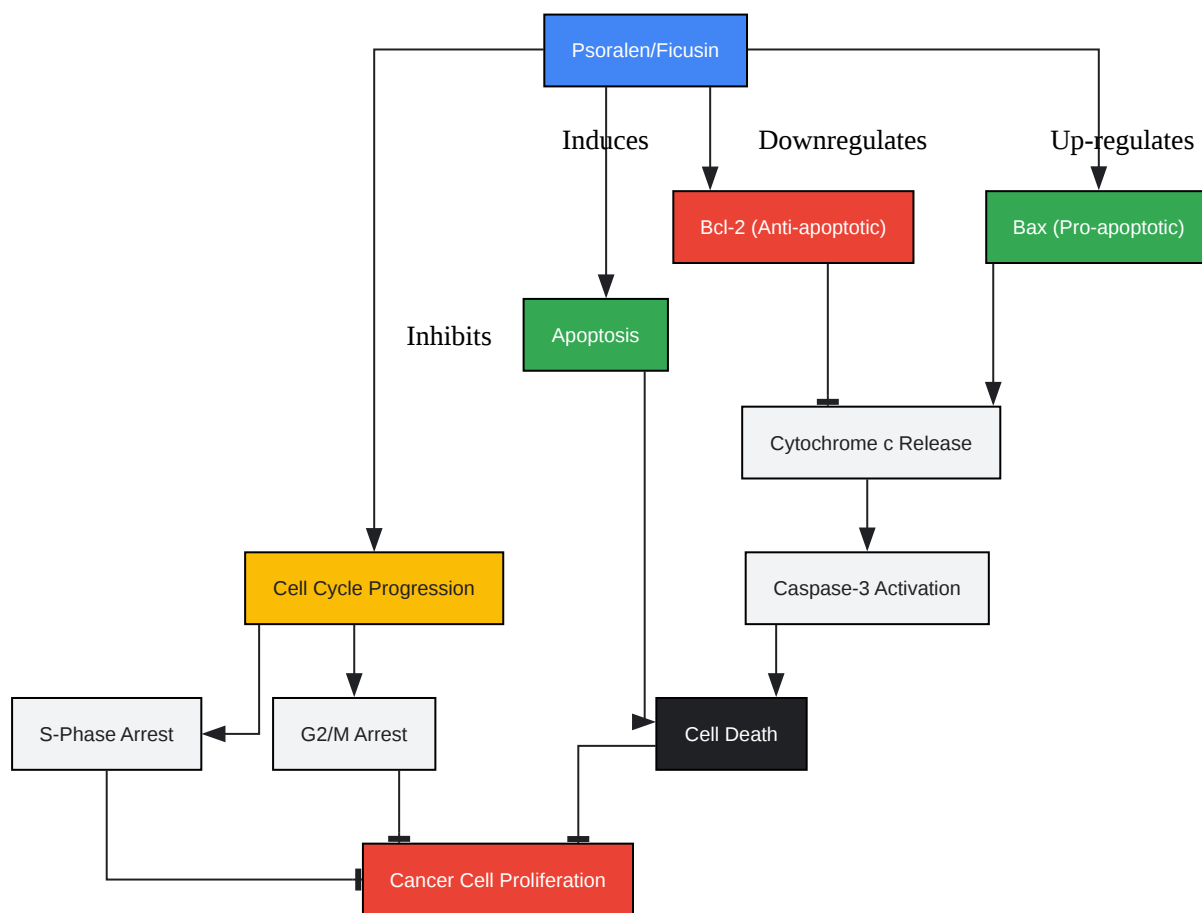 Psoralen/Ficusin
Induces
Downregulates
Up-regulates
Bcl-2 (Anti-apoptotic)
Bax (Pro-apoptotic)
Inhibits
Apoptosis
Cytochrome c Release
Cell Cycle Progression
Caspase-3 Activation
S-Phase Arrest
G2/M Arrest
Cell Death
Cancer Cell Proliferation